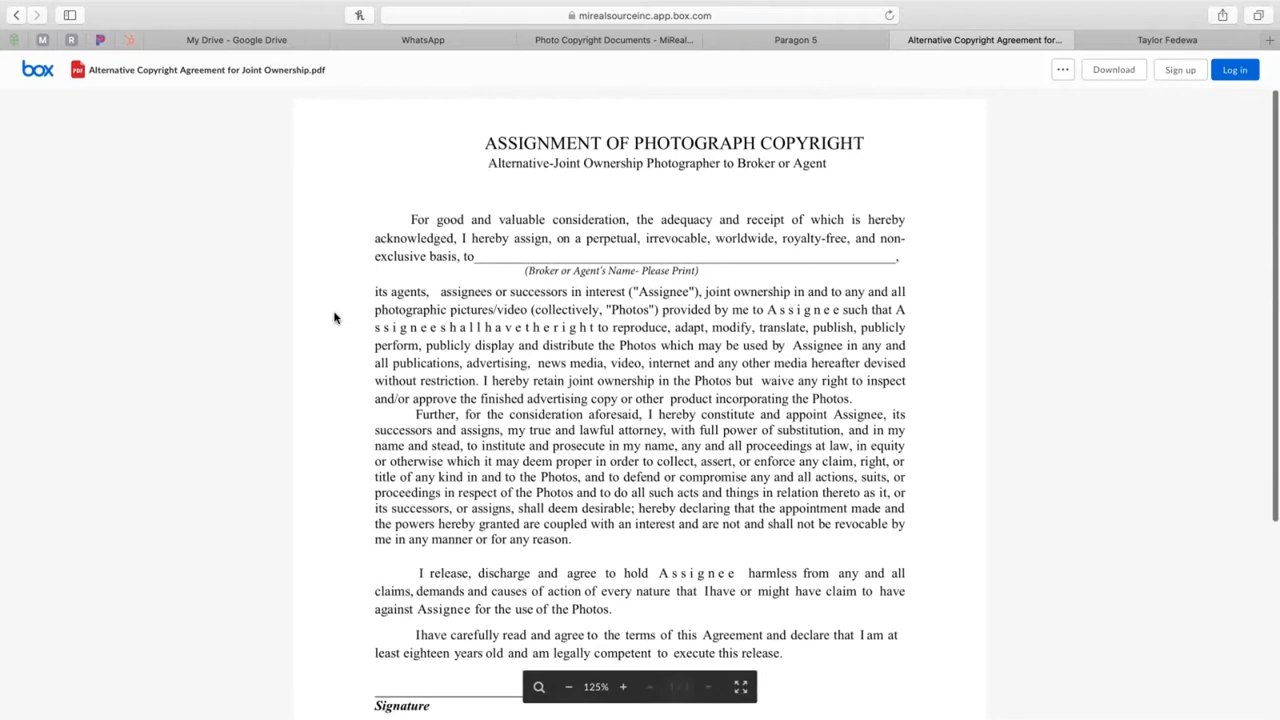 mirealsourceinc.app.box.com
M
R
My Drive - Google Drive
WhatsApp
Photo Copyright Documents - MiReal...
Paragon 5
Alternative Copyright Agreement for...
Taylor Fedewa
box
PDF
Alternative Copyright Agreement for Joint Ownership.pdf
Download
Sign up
Log in
ASSIGNMENT OF PHOTOGRAPH COPYRIGHT
Alternative-Joint Ownership Photographer to Broker or Agent
For good and valuable consideration, the adequacy and receipt of which is hereby
acknowledged, I hereby assign, on a perpetual, irrevocable, worldwide, royalty-free, and non-
exclusive basis, to ,
(Broker or Agent's Name- Please Print)
its agents, assignees or successors in interest ("Assignee"), joint ownership in and to any and all
photographic pictures/video (collectively, "Photos") provided by me to A s s i g n e e such that A
s s i g n e e s h a l l h a v e t h e r i g h t to reproduce, adapt, modify, translate, publish, publicly
perform, publicly display and distribute the Photos which may be used by Assignee in any and
all publications, advertising, news media, video, internet and any other media hereafter devised
without restriction. I hereby retain joint ownership in the Photos but waive any right to inspect
and/or approve the finished advertising copy or other product incorporating the Photos.
Further, for the consideration aforesaid, I hereby constitute and appoint Assignee, its
successors and assigns, my true and lawful attorney, with full power of substitution, and in my
name and stead, to institute and prosecute in my name, any and all proceedings at law, in equity
or otherwise which it may deem proper in order to collect, assert, or enforce any claim, right, or
title of any kind in and to the Photos, and to defend or compromise any and all actions, suits, or
proceedings in respect of the Photos and to do all such acts and things in relation thereto as it, or
its successors, or assigns, shall deem desirable; hereby declaring that the appointment made and
the powers hereby granted are coupled with an interest and are not and shall not be revocable by
me in any manner or for any reason.
I release, discharge and agree to hold A s s i g n e e harmless from any and all
claims, demands and causes of action of every nature that Ihave or might have claim to have
against Assignee for the use of the Photos.
Ihave carefully read and agree to the terms of this Agreement and declare that I am at
least eighteen years old and am legally competent to execute this release.
125%
1 / 1
Signature